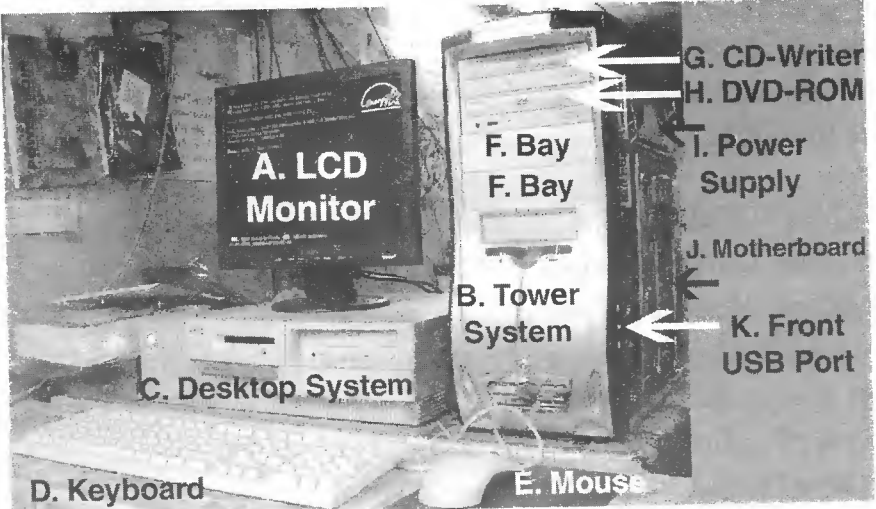 G. CD-Writer
H. DVD-ROM
F. Bay
I. Power
Supply
A. LCD
Monitor
F. Bay
J. Motherboard
B. Tower
System
K. Front
USB Port
C. Desktop System
D. Keyboard
E. Mouse